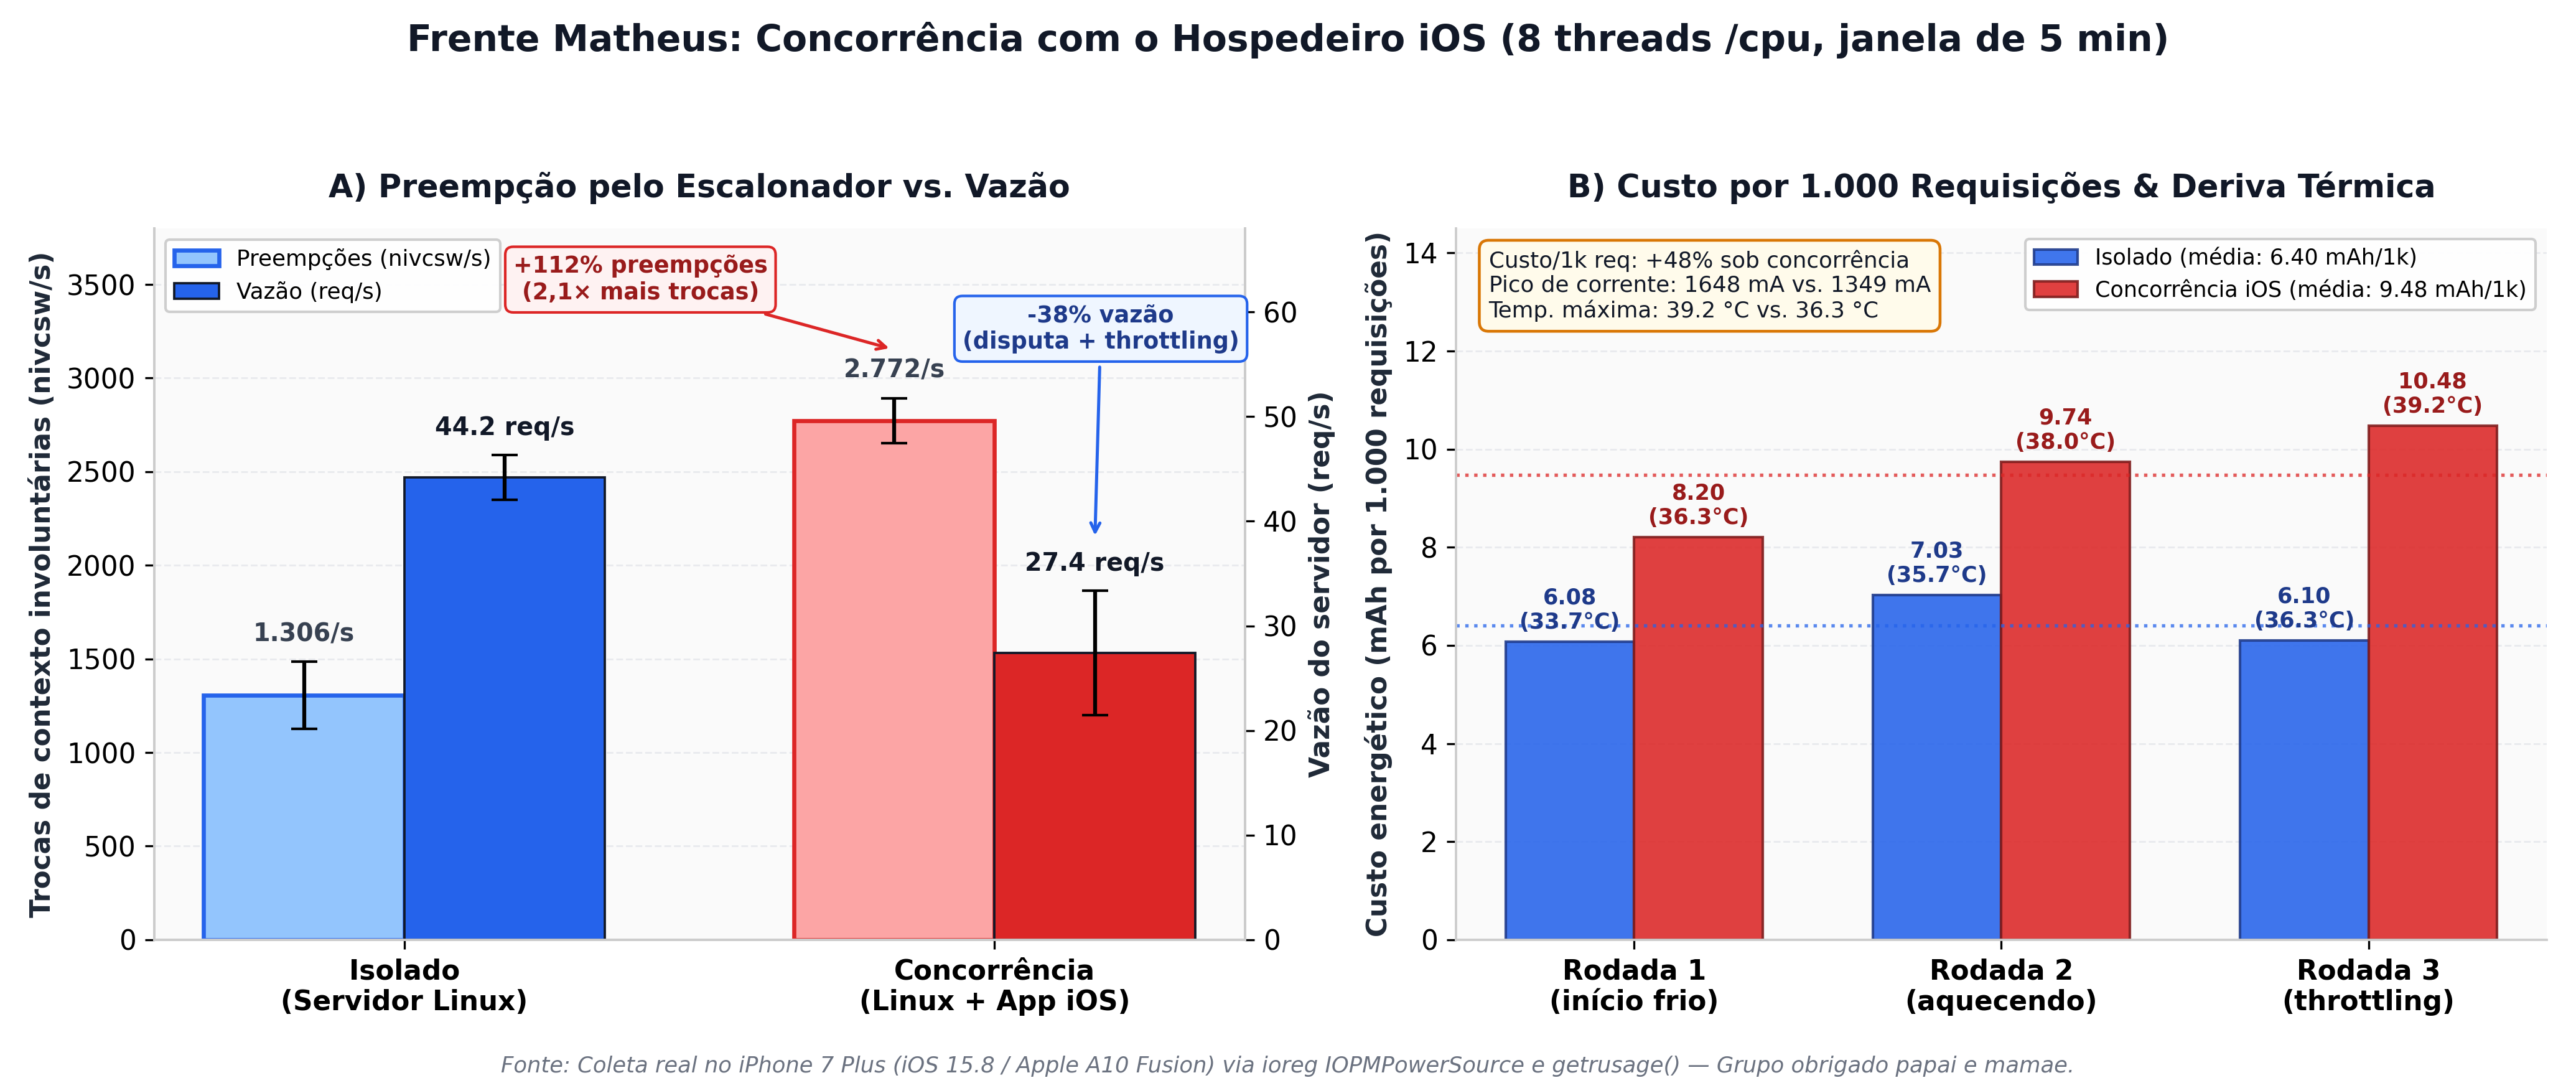 Frente Matheus: Concorrência com o Hospedeiro iOS (8 threads /cpu, janela de 5 min)
A) Preempção pelo Escalonador vs. Vazão
Trocas de contexto involuntárias (nivcsw/s)
3500
3000
2500
2000
1500
1000
500
0
Preempções (nivcsw/s)
Vazão (req/s)
+112% preempções
(2,1× mais trocas)
-38% vazão
(disputa + throttling)
1.306/s
44.2 req/s
2.772/s
27.4 req/s
60
50
40
30
20
10
0
Vazão do servidor (req/s)
Isolado
(Servidor Linux)
Concorrência
(Linux + App iOS)
B) Custo por 1.000 Requisições & Deriva Térmica
Custo energético (mAh por 1.000 requisições)
14
12
10
8
6
4
2
0
Custo/1k req: +48% sob concorrência
Pico de corrente: 1648 mA vs. 1349 mA
Temp. máxima: 39.2 °C vs. 36.3 °C
Isolado (média: 6.40 mAh/1k)
Concorrência iOS (média: 9.48 mAh/1k)
6.08
(33.7°C)
8.20
(36.3°C)
7.03
(35.7°C)
9.74
(38.0°C)
6.10
(36.3°C)
10.48
(39.2°C)
Rodada 1
(início frio)
Rodada 2
(aquecendo)
Rodada 3
(throttling)
Fonte: Coleta real no iPhone 7 Plus (iOS 15.8 / Apple A10 Fusion) via ioreg IOPMPowerSource e getrusage() — Grupo obrigado papai e mamae.